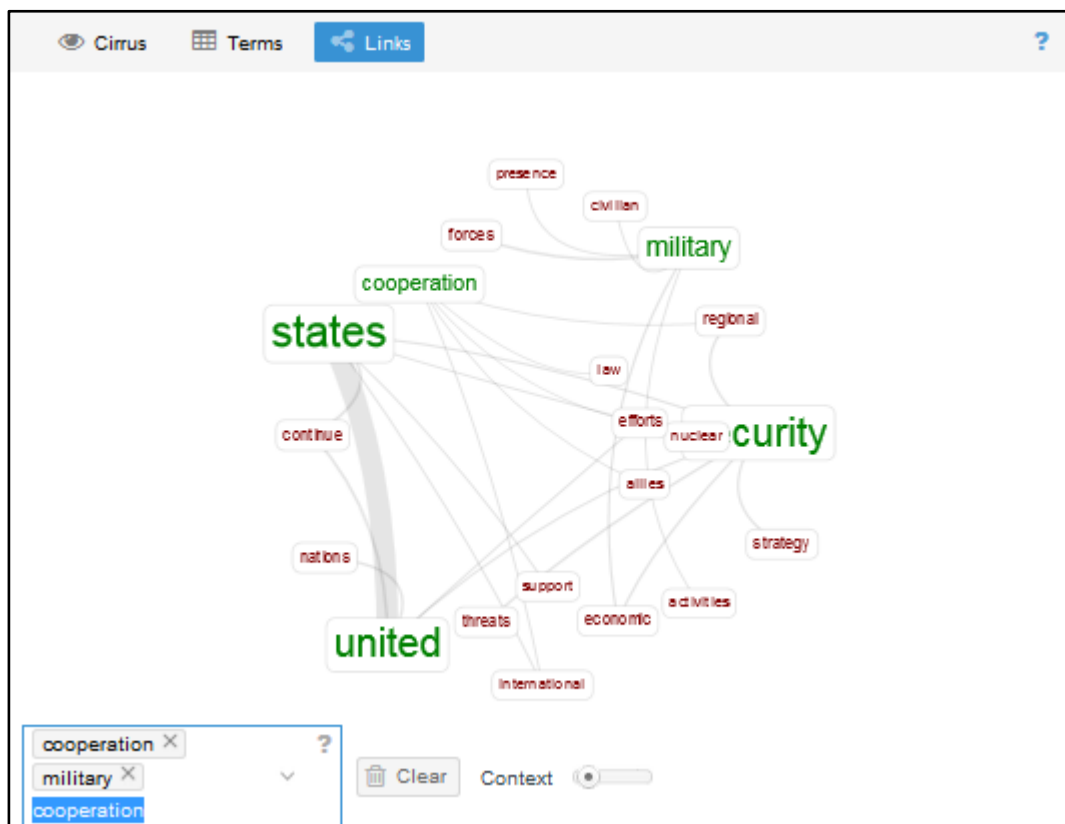 Cirrus Terms Links ?
presence
civilian
forces
military
cooperation
regional
states
law
efforts
continue
nuclear
curity
allies
strategy
nations
support
activities
threats
economic
united
international
cooperation ?
military
Clear Context
cooperation